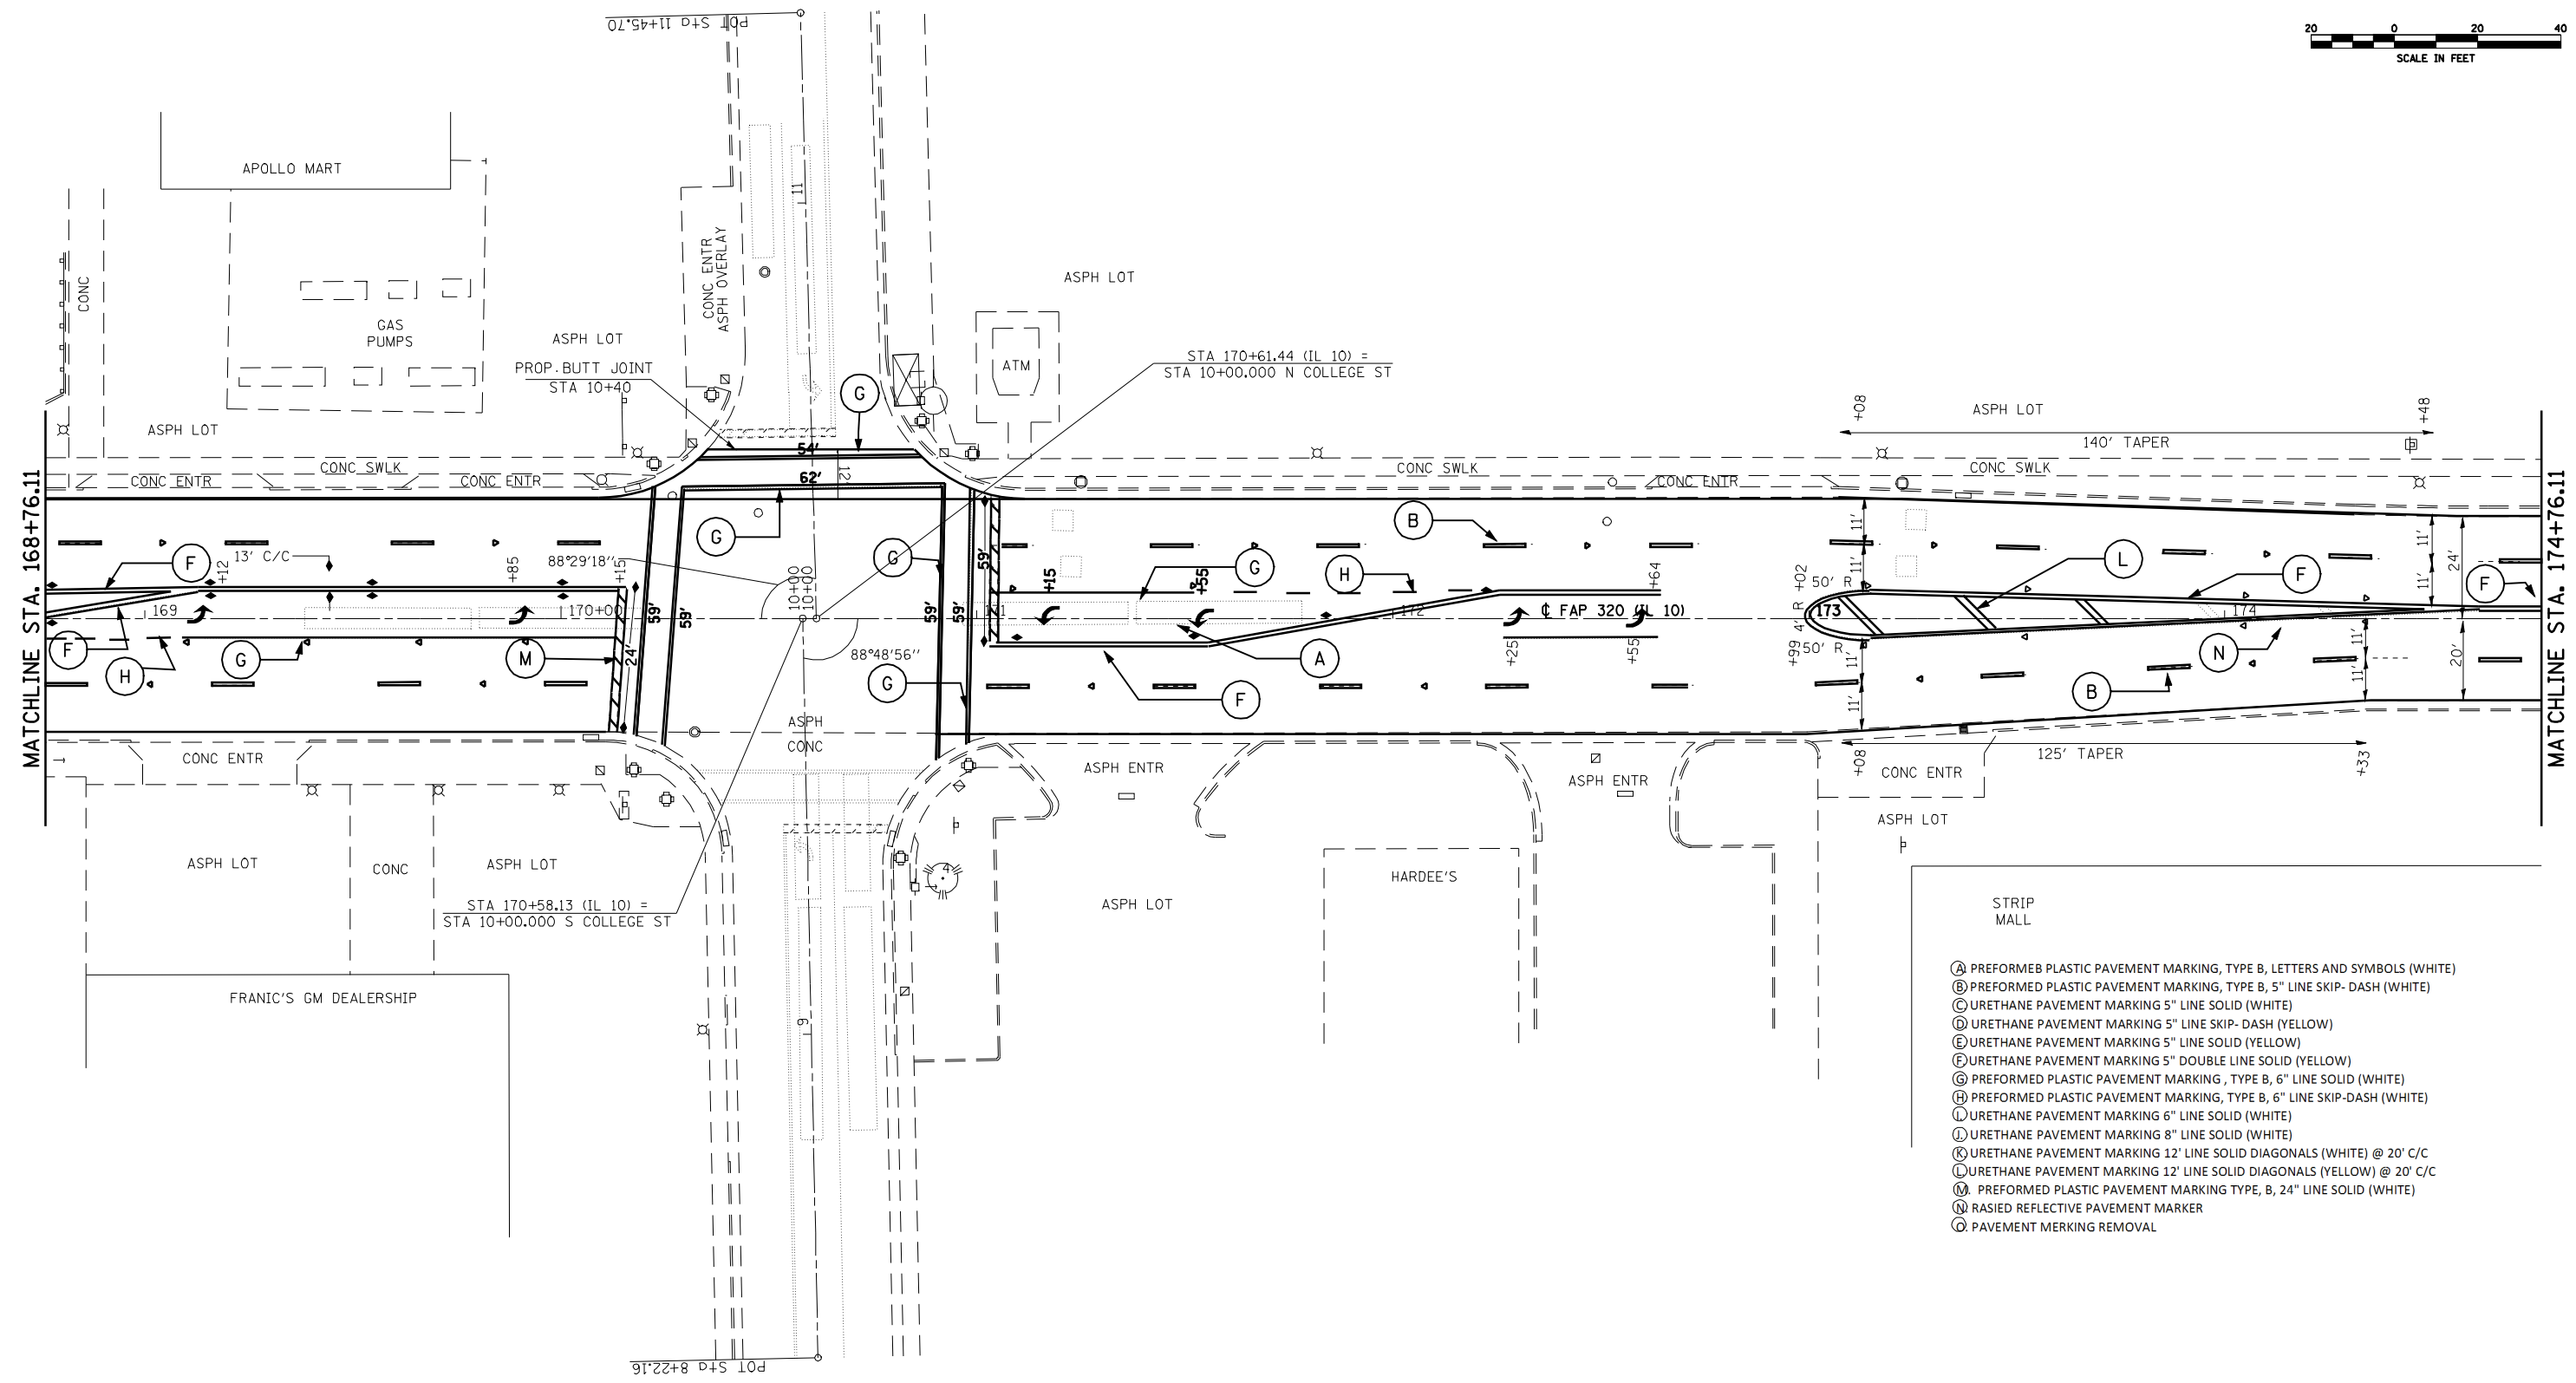 POT Sta 11+45.70
20 0 20 40
SCALE IN FEET
11
APOLLO MART
CONC
GAS
PUMPS
CONC ENTR
ASPH OVERLAY
ASPH LOT
ASPH LOT
ATM
PROP. BUTT JOINT
STA 10+40
G
STA 170+61.44 (IL 10) =
STA 10+00.000 N COLLEGE ST
ASPH LOT
+08
ASPH LOT
+48
140' TAPER
54'
62'
12'
CONC SWLK
CONC ENTR
CONC ENTR
CONC SWLK
CONC ENTR
CONC SWLK
MATCHLINE STA. 168+76.11
MATCHLINE STA. 174+76.11
F
13' C/C
+12
+85
+15
88°29'18''
G
G
59'
+15
+55
G
H
B
+64
11'
11'
+02
50' R
L
F
11'
11'
24'
F
169
170+00
59'
59'
10+00
10+00
59'
59'
171
172
℄ FAP 320 (IL 10)
4' R
173
174
F
H
G
M
24'
88°48'56''
G
A
F
+25
+55
+99
50' R
11'
11'
N
B
11'
11'
20'
ASPH
CONC
CONC ENTR
ASPH ENTR
ASPH ENTR
+08
125' TAPER
+33
CONC ENTR
ASPH LOT
ASPH LOT
CONC
ASPH LOT
4
HARDEE'S
ASPH LOT
STA 170+58.13 (IL 10) =
STA 10+00.000 S COLLEGE ST
STRIP
MALL
FRANIC'S GM DEALERSHIP
9
A. PREFORMEB PLASTIC PAVEMENT MARKING, TYPE B, LETTERS AND SYMBOLS (WHITE)
B. PREFORMED PLASTIC PAVEMENT MARKING, TYPE B, 5" LINE SKIP- DASH (WHITE)
C. URETHANE PAVEMENT MARKING 5" LINE SOLID (WHITE)
D. URETHANE PAVEMENT MARKING 5" LINE SKIP- DASH (YELLOW)
E. URETHANE PAVEMENT MARKING 5" LINE SOLID (YELLOW)
F. URETHANE PAVEMENT MARKING 5" DOUBLE LINE SOLID (YELLOW)
G. PREFORMED PLASTIC PAVEMENT MARKING , TYPE B, 6" LINE SOLID (WHITE)
H. PREFORMED PLASTIC PAVEMENT MARKING, TYPE B, 6" LINE SKIP-DASH (WHITE)
I. URETHANE PAVEMENT MARKING 6" LINE SOLID (WHITE)
J. URETHANE PAVEMENT MARKING 8" LINE SOLID (WHITE)
K. URETHANE PAVEMENT MARKING 12' LINE SOLID DIAGONALS (WHITE) @ 20' C/C
L. URETHANE PAVEMENT MARKING 12' LINE SOLID DIAGONALS (YELLOW) @ 20' C/C
M. PREFORMED PLASTIC PAVEMENT MARKING TYPE, B, 24" LINE SOLID (WHITE)
N. RASIED REFLECTIVE PAVEMENT MARKER
O. PAVEMENT MERKING REMOVAL
POT Sta 8+22.16